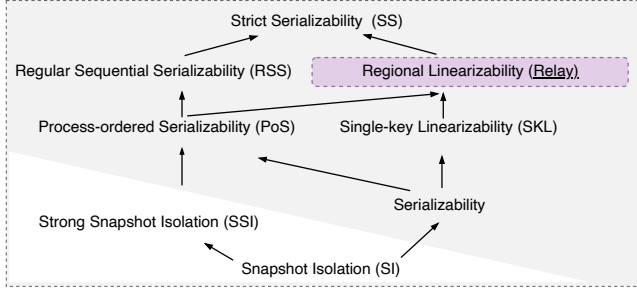 Strict Serializability (SS)
Regular Sequential Serializability (RSS)
Regional Linearizability (Relay)
Process-ordered Serializability (PoS)
Single-key Linearizability (SKL)
Serializability
Strong Snapshot Isolation (SSI)
Snapshot Isolation (SI)